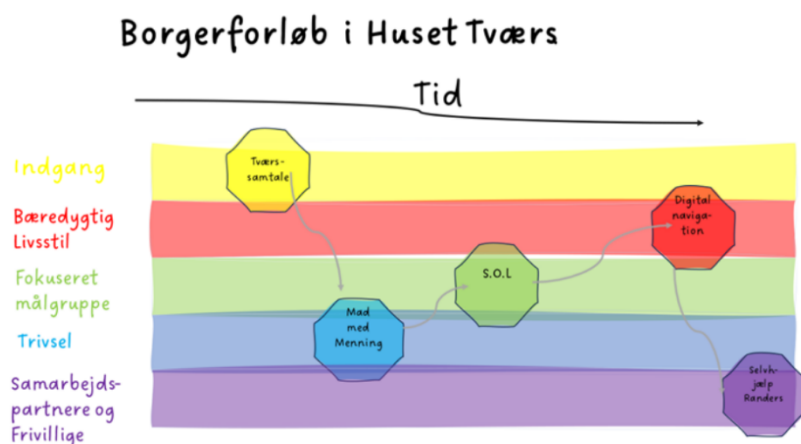 Borgerforløb i Huset Tværs
Tid
Indgang
Tværs-
samtale
Bæredygtig
Livsstil
Digital
naviga-
tion
Fokuseret
målgruppe
S.O.L
Trivsel
Mad
med
Menning
Samarbejds-
partnere og
Frivillige
Selvh-
jælp
Randers